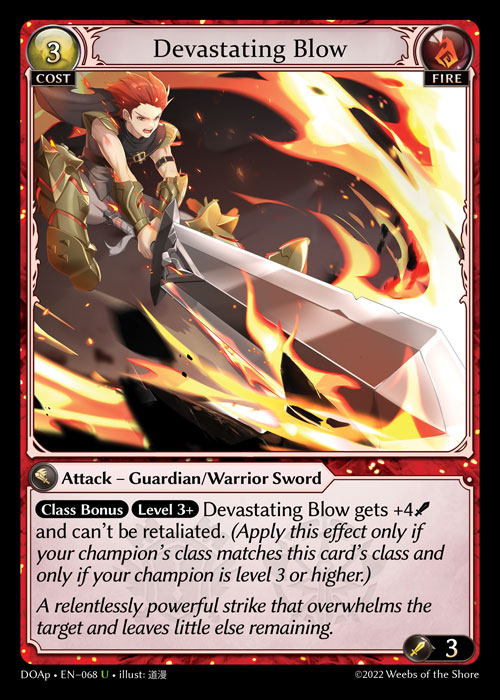 3
Devastating Blow
COST
FIRE
Attack – Guardian/Warrior Sword
Class Bonus Level 3+ Devastating Blow gets +4
and can't be retaliated. (Apply this effect only if
your champion's class matches this card's class and
only if your champion is level 3 or higher.)
A relentlessly powerful strike that overwhelms the
target and leaves little else remaining.
3
DOAp • EN–068 U • illust: 道漫
©2022 Weebs of the Shore